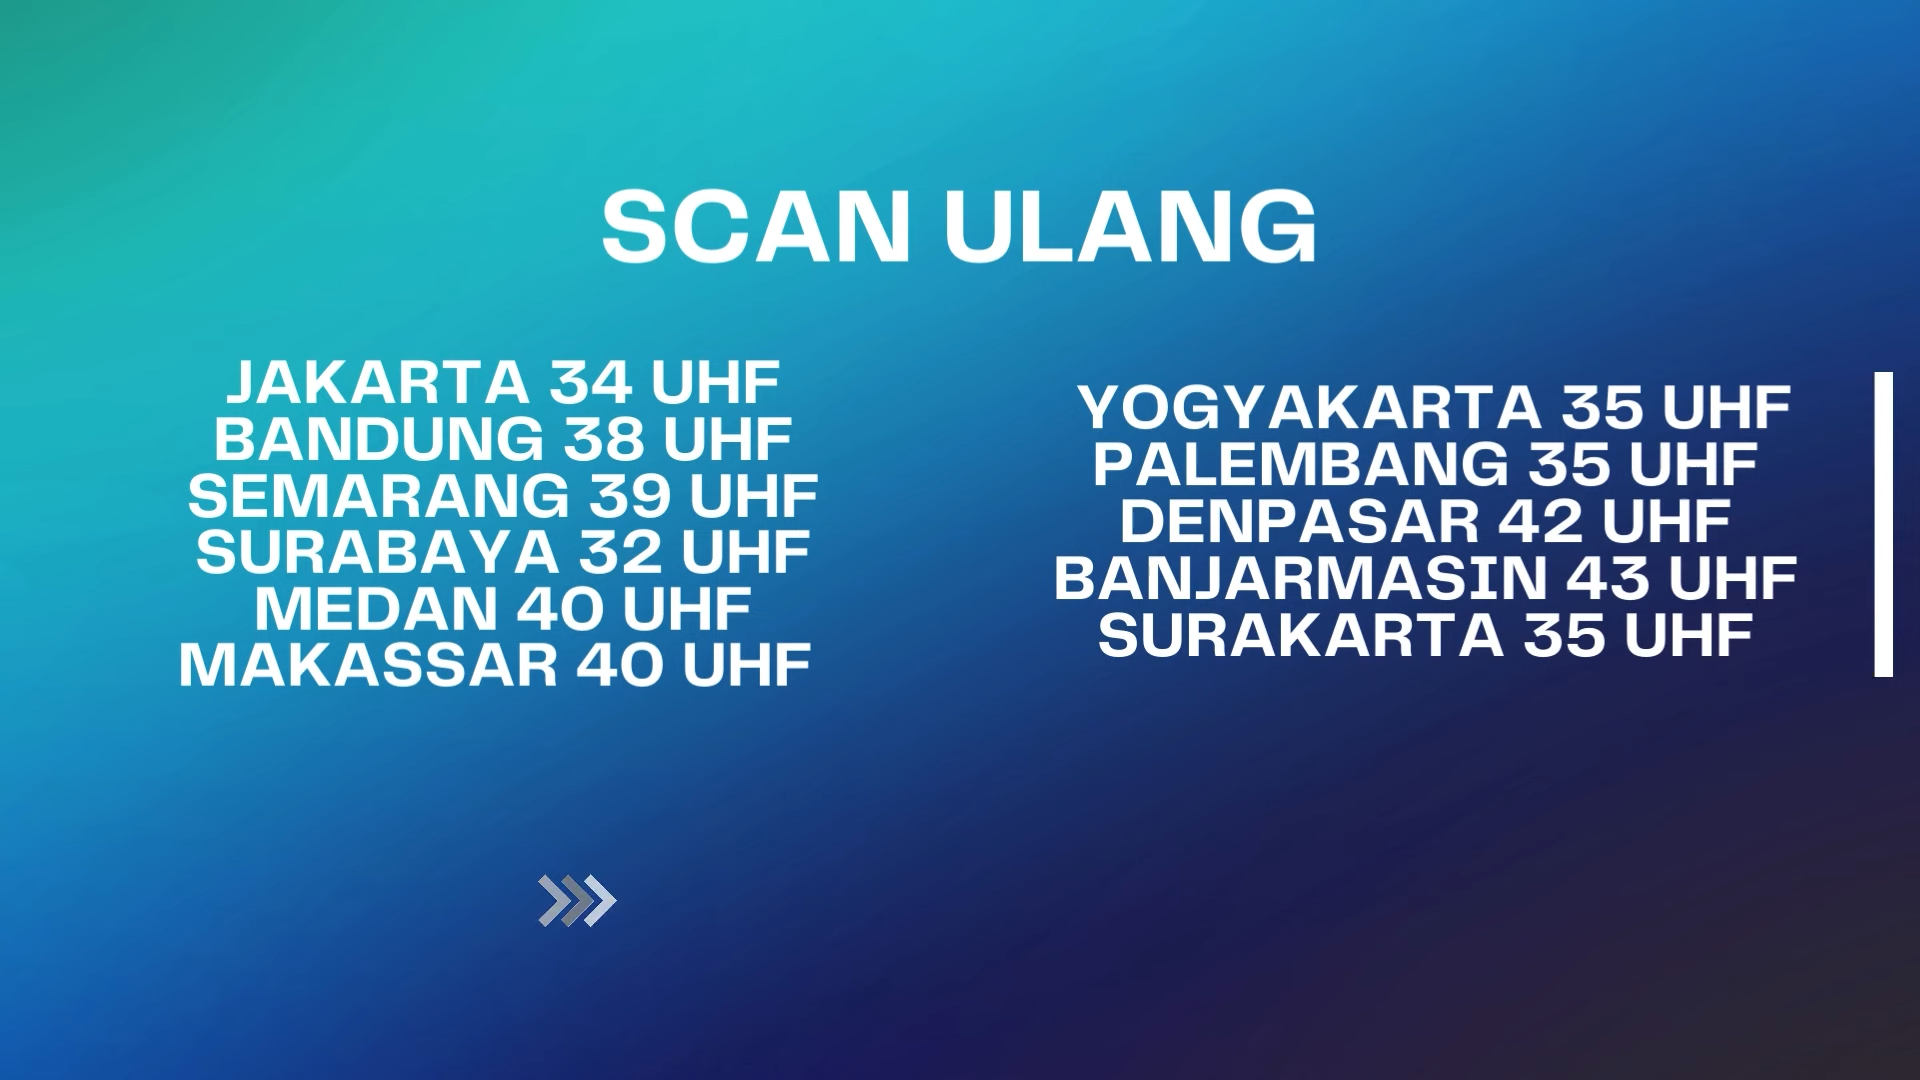 SCAN ULANG
JAKARTA 34 UHF
BANDUNG 38 UHF
SEMARANG 39 UHF
SURABAYA 32 UHF
MEDAN 40 UHF
MAKASSAR 40 UHF
YOGYAKARTA 35 UHF
PALEMBANG 35 UHF
DENPASAR 42 UHF
BANJARMASIN 43 UHF
SURAKARTA 35 UHF